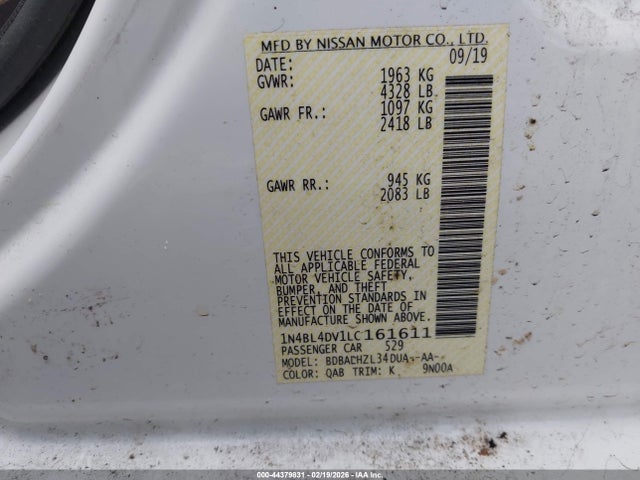 MFD BY NISSAN MOTOR CO., LTD.
DATE: 09/19
GVWR: 1963 KG
4328 LB
GAWR FR.: 1097 KG
2418 LB
GAWR RR.: 945 KG
2083 LB
THIS VEHICLE CONFORMS TO
ALL APPLICABLE FEDERAL
MOTOR VEHICLE SAFETY,
BUMPER, AND THEFT
PREVENTION STANDARDS IN
EFFECT ON THE DATE OF
MANUFACTURE SHOWN ABOVE.
1N4BL4DV1LC161611
PASSENGER CAR 529
MODEL:
COLOR: QAB TRIM: K 9N00A
000-44379831 - 02/19/2026 - IAA, Inc. - Copart